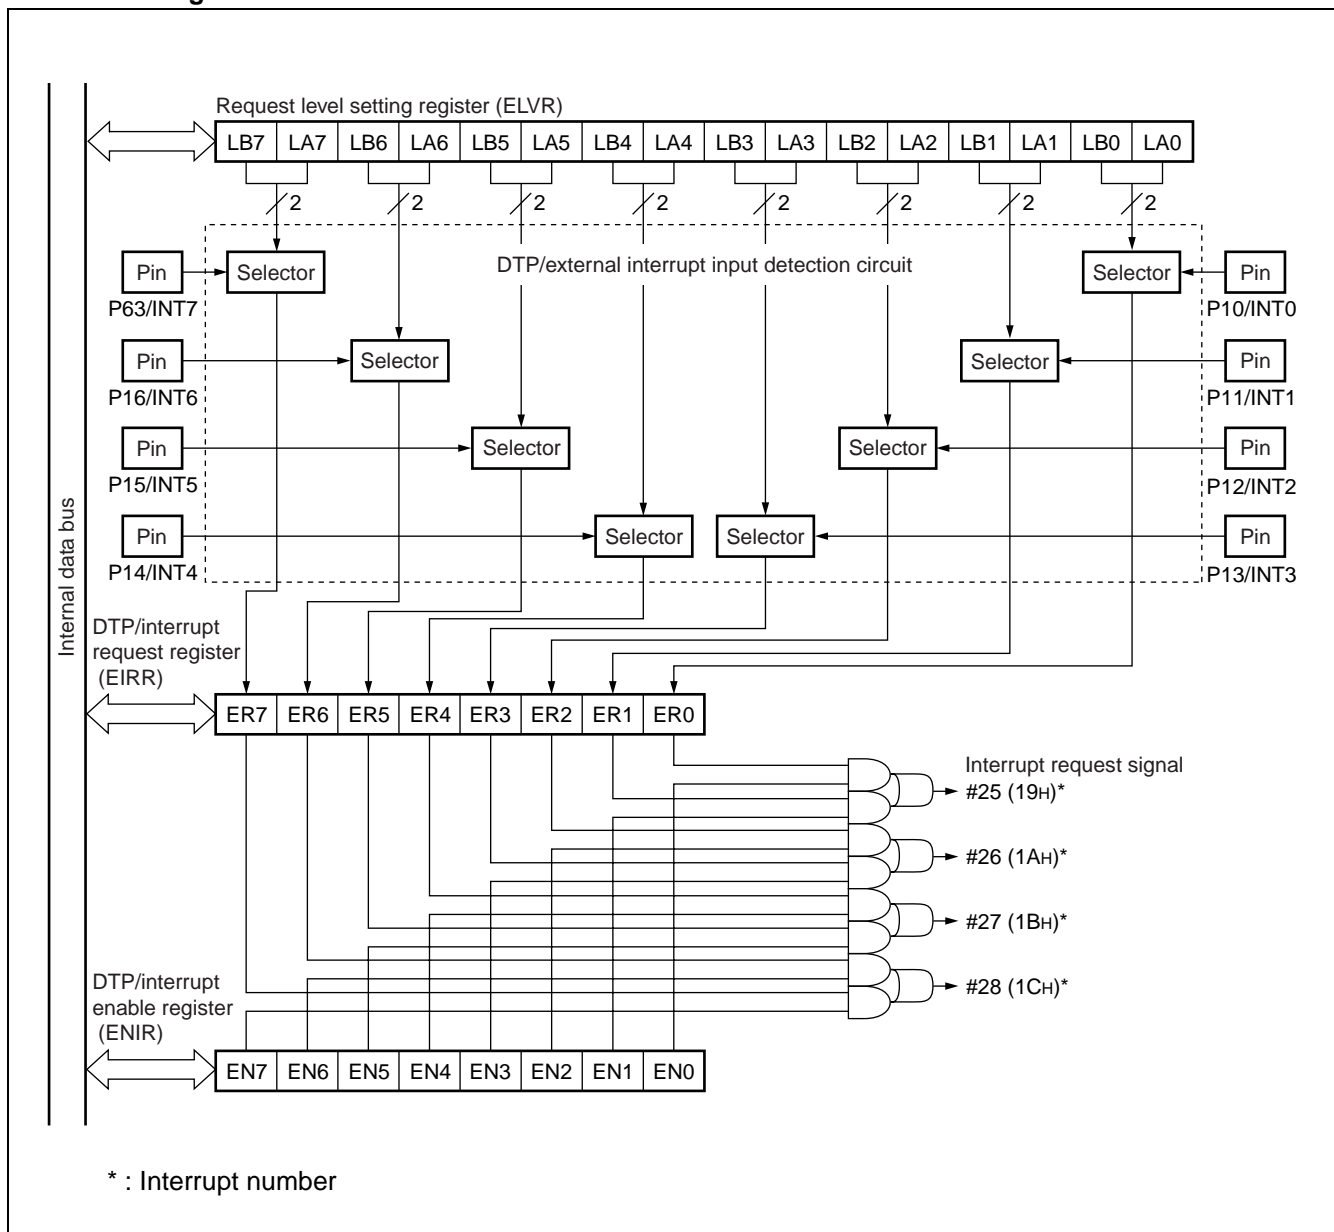 Request level setting register (ELVR)
LB7 LA7 LB6 LA6 LB5 LA5 LB4 LA4 LB3 LA3 LB2 LA2 LB1 LA1 LB0 LA0
2 2 2 2 2 2 2 2
Pin Selector DTP/external interrupt input detection circuit Selector Pin
P63/INT7 P10/INT0
Pin Selector Selector Pin
P16/INT6 P11/INT1
Pin Selector Selector Pin
P15/INT5 P12/INT2
Pin Selector Selector Pin
P14/INT4 P13/INT3
Internal data bus
DTP/interrupt
request register
(EIRR)
ER7 ER6 ER5 ER4 ER3 ER2 ER1 ER0
Interrupt request signal
#25 (19H)*
#26 (1AH)*
#27 (1BH)*
#28 (1CH)*
DTP/interrupt
enable register
(ENIR)
EN7 EN6 EN5 EN4 EN3 EN2 EN1 EN0
* : Interrupt number